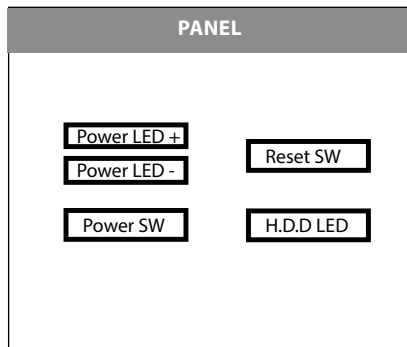 PANEL
Power LED +
Power LED -
Reset SW
Power SW
H.D.D LED